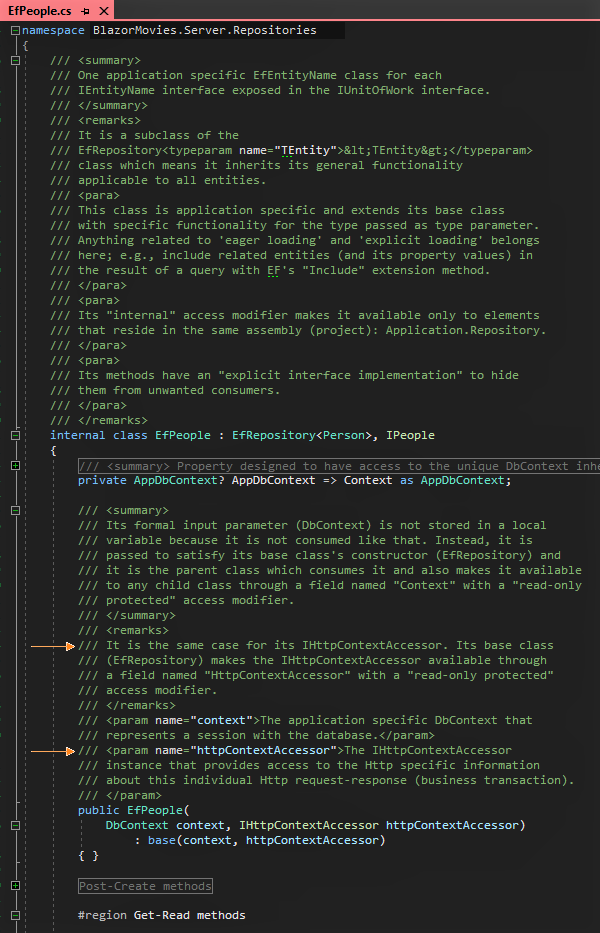 EfPeople.cs
namespace BlazorMovies.Server.Repositories
{
/// <summary>
/// One application specific EfEntityName class for each
/// IEntityName interface exposed in the IUnitOfWork interface.
/// </summary>
/// <remarks>
/// It is a subclass of the
/// EfRepository<typeparam name="TEntity">&lt;TEntity&gt;</typeparam>
/// class which means it inherits its general functionality
/// applicable to all entities.
/// <para>
/// This class is application specific and extends its base class
/// with specific functionality for the type passed as type parameter.
/// Anything related to 'eager loading' and 'explicit loading' belongs
/// here; e.g., include related entities (and its property values) in
/// the result of a query with EF's "Include" extension method.
/// </para>
/// <para>
/// Its "internal" access modifier makes it available only to elements
/// that reside in the same assembly (project): Application.Repository.
/// </para>
/// <para>
/// Its methods have an "explicit interface implementation" to hide
/// them from unwanted consumers.
/// </para>
/// </remarks>
internal class EfPeople : EfRepository<Person>, IPeople
{
/// <summary> Property designed to have access to the unique DbContext inhe
private AppDbContext? AppDbContext => Context as AppDbContext;
/// <summary>
/// Its formal input parameter (DbContext) is not stored in a local
/// variable because it is not consumed like that. Instead, it is
/// passed to satisfy its base class's constructor (EfRepository) and
/// it is the parent class which consumes it and also makes it available
/// to any child class through a field named "Context" with a "read-only
/// protected" access modifier.
/// </summary>
/// <remarks>
/// It is the same case for its IHttpContextAccessor. Its base class
/// (EfRepository) makes the IHttpContextAccessor available through
/// a field named "HttpContextAccessor" with a "read-only protected"
/// access modifier.
/// </remarks>
/// <param name="context">The application specific DbContext that
/// represents a session with the database.</param>
/// <param name="httpContextAccessor">The IHttpContextAccessor
/// instance that provides access to the Http specific information
/// about this individual Http request-response (business transaction).
/// </param>
public EfPeople(
DbContext context, IHttpContextAccessor httpContextAccessor)
: base(context, httpContextAccessor)
{ }
Post-Create methods
#region Get-Read methods